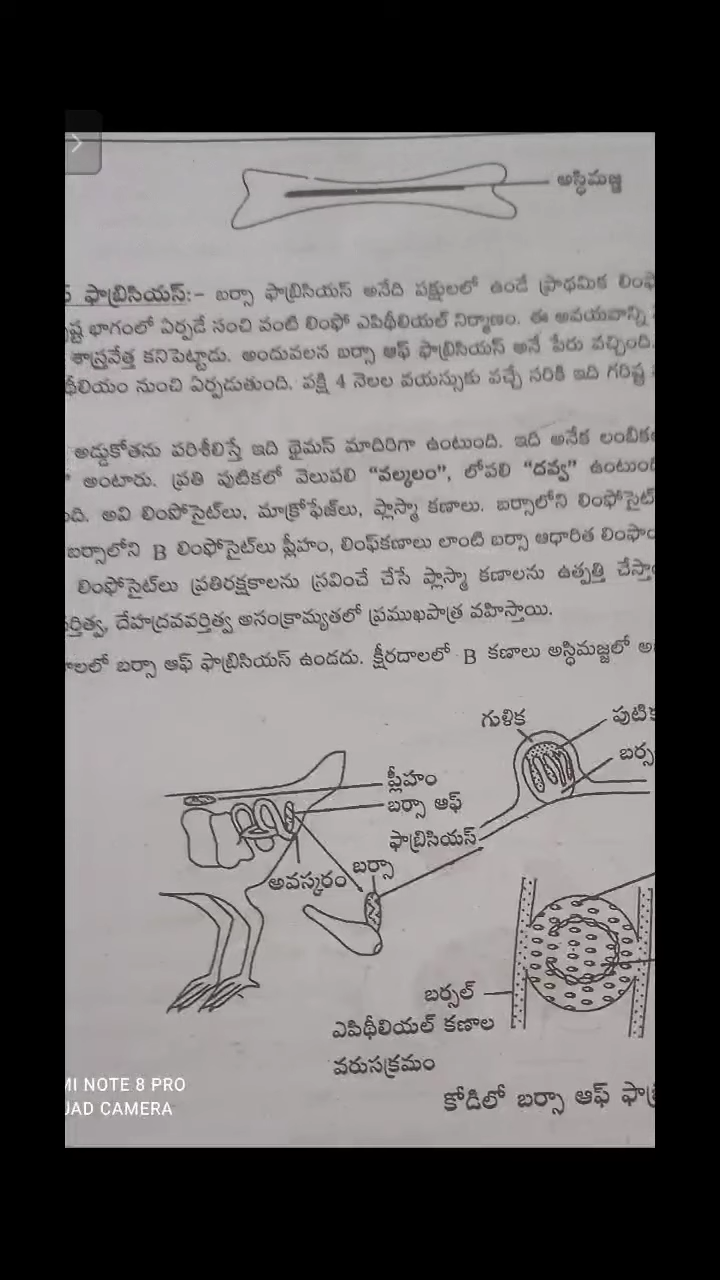 అస్థిమజ్జ
ఫాబ్రిసియస్:- బర్సా ఫాబ్రిసియస్ అనేది పక్షులలో ఉండే ప్రాథమిక
భాగంలో ఏర్పడే సంచి వంటి లింఫో ఎపిథీలియల్ నిర్మాణం. ఈ అవయవాన్ని
శాస్త్రవేత్త కనిపెట్టాడు. అందువలన బర్సా ఆఫ్ ఫాబ్రిసియస్ అనే పేరు వచ్చింది.
నుంచి ఏర్పడుతుంది. పక్షి 4 నెలల వయస్సుకు వచ్చే సరికి ఇది గరిష్ట
అడ్డుకోతను పరిశీలిస్తే ఇది థైమస్ మాదిరిగా ఉంటుంది. ఇది అనేక
అంటారు. ప్రతి పుటికలో వెలుపలి "వల్కలం", లోపలి "దవ్వ"
అవి లింపోసైట్‌లు, మాక్రోఫేజ్‌లు, ప్లాస్మా కణాలు. బర్సాలోని
బర్సాలోని B లింఫోసైట్‌లు ప్లీహం, లింఫ్‌కణాలు లాంటి బర్సా ఆధారిత
లింఫోసైట్‌లు ప్రతిరక్షకాలను స్రవించే చేసే ప్లాస్మా కణాలను ఉత్పత్తి
దేహద్రవవర్తిత్వ అసంక్రామ్యతలో ప్రముఖపాత్ర వహిస్తాయి.
బర్సా ఆఫ్ ఫాబ్రిసియస్ ఉండదు. క్షీరదాలలో B కణాలు అస్థిమజ్జలో
గుళిక
ప్లీహం
బర్సా ఆఫ్
ఫాబ్రిసియస్
బర్సా
అవస్కరం
బర్సల్
ఎపిథీలియల్ కణాల
వరుసక్రమం
కోడిలో బర్సా ఆఫ్
MI NOTE 8 PRO
CAMERA